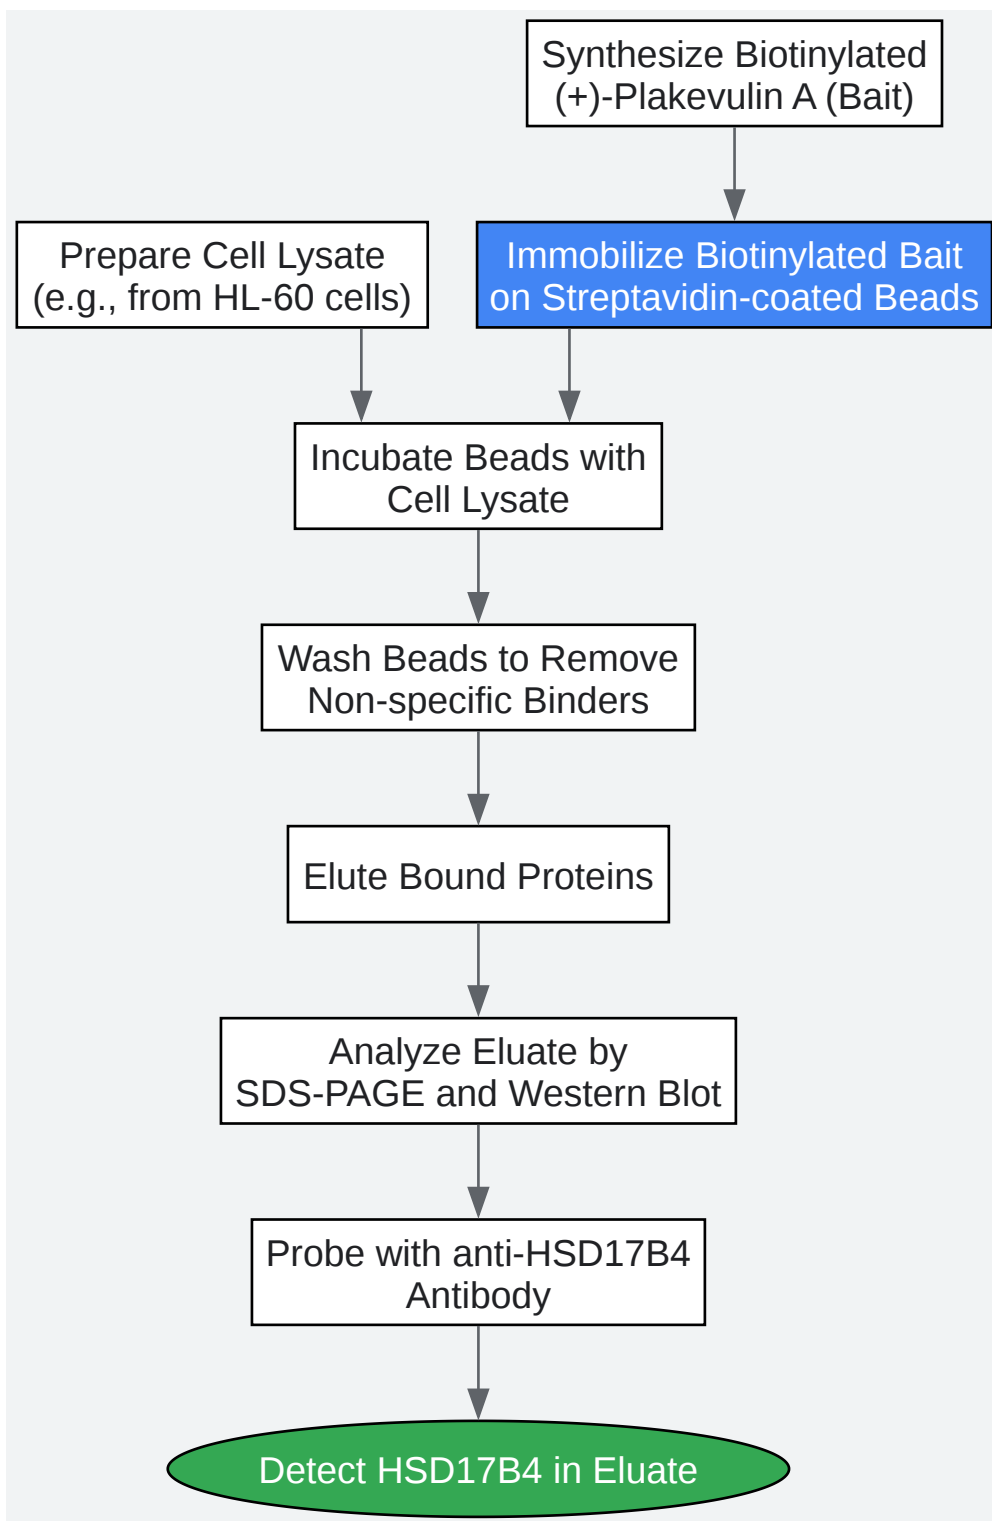 Synthesize Biotinylated
(+)-Plakevulin A (Bait)
Prepare Cell Lysate
(e.g., from HL-60 cells)
Immobilize Biotinylated Bait
on Streptavidin-coated Beads
Incubate Beads with
Cell Lysate
Wash Beads to Remove
Non-specific Binders
Elute Bound Proteins
Analyze Eluate by
SDS-PAGE and Western Blot
Probe with anti-HSD17B4
Antibody
Detect HSD17B4 in Eluate